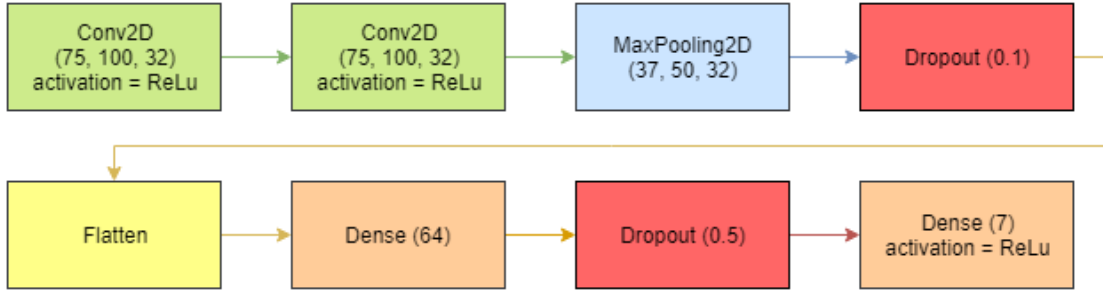 Conv2D
(75, 100, 32)
activation = ReLu
Conv2D
(75, 100, 32)
activation = ReLu
MaxPooling2D
(37, 50, 32)
Dropout (0.1)
Flatten
Dense (64)
Dropout (0.5)
Dense (7)
activation = ReLu